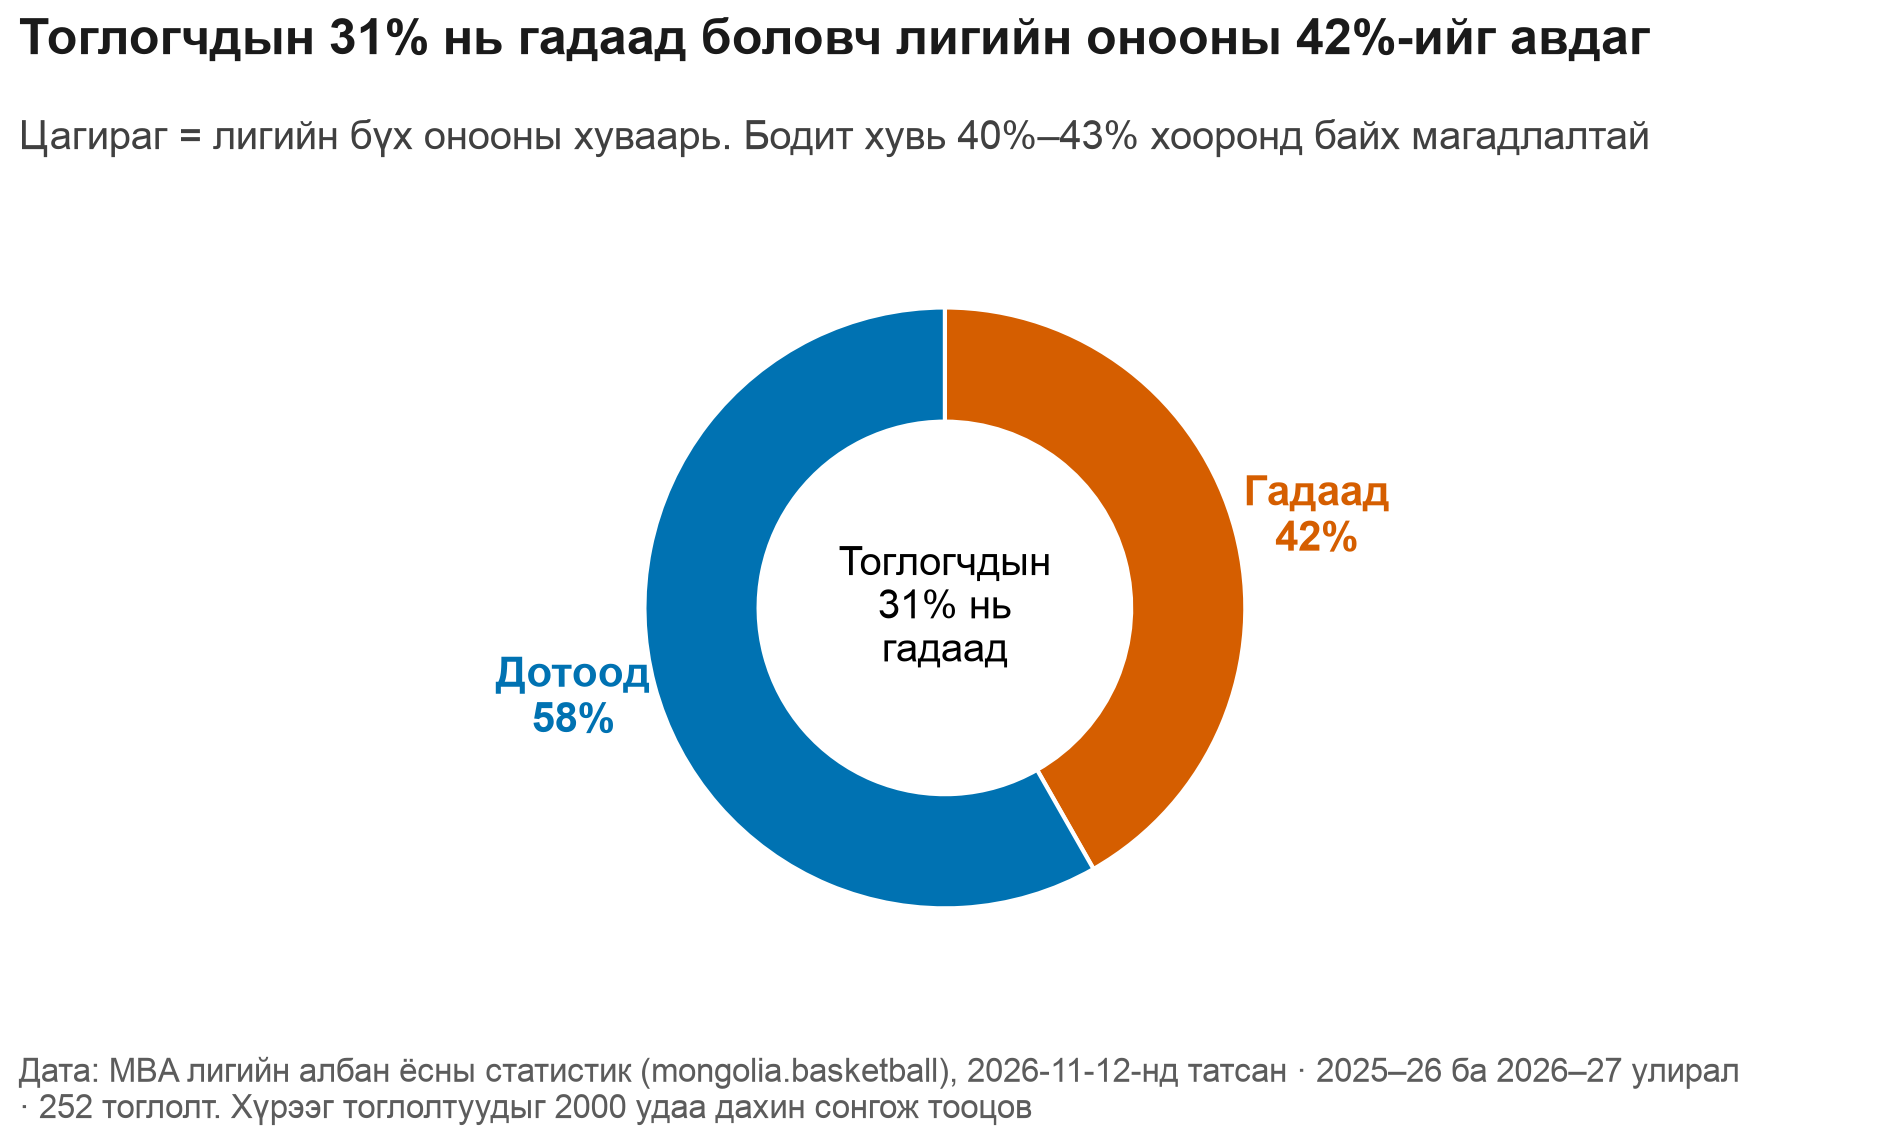 Тоглогчдын 31% нь гадаад боловч лигийн онооны 42%-ийг авдаг
Цагираг = лигийн бүх онооны хуваарь. Бодит хувь 40%–43% хооронд байх магадлалтай
Гадаад
42%
Тоглогчдын
31% нь
гадаад
Дотоод
58%
Дата: MBA лигийн албан ёсны статистик (mongolia.basketball), 2026-11-12-нд татсан · 2025–26 ба 2026–27 улирал
· 252 тоглолт. Хүрээг тоглолтуудыг 2000 удаа дахин сонгож тооцов